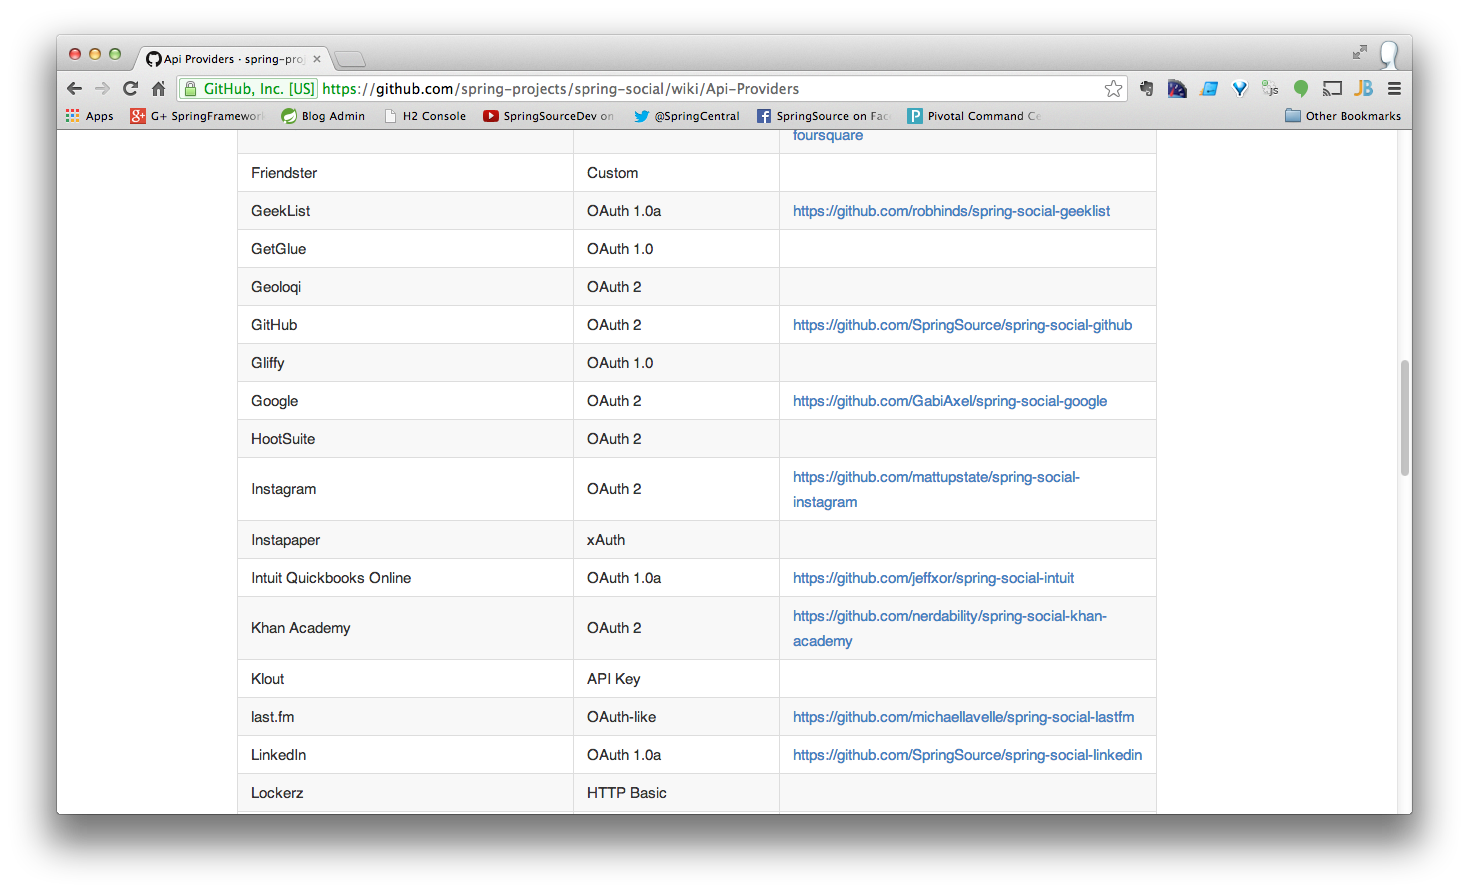 Api Providers · spring-proj
GitHub, Inc. [US] https://github.com/spring-projects/spring-social/wiki/Api-Providers
Apps G+ SpringFramework Blog Admin H2 Console SpringSourceDev on @SpringCentral SpringSource on Fac Pivotal Command Ce Other Bookmarks
foursquare
Friendster Custom
GeekList OAuth 1.0a https://github.com/robhinds/spring-social-geeklist
GetGlue OAuth 1.0
Geoloqi OAuth 2
GitHub OAuth 2 https://github.com/SpringSource/spring-social-github
Gliffy OAuth 1.0
Google OAuth 2 https://github.com/GabiAxel/spring-social-google
HootSuite OAuth 2
Instagram OAuth 2 https://github.com/mattupstate/spring-social-
instagram
Instapaper xAuth
Intuit Quickbooks Online OAuth 1.0a https://github.com/jeffxor/spring-social-intuit
Khan Academy OAuth 2 https://github.com/nerdability/spring-social-khan-
academy
Klout API Key
last.fm OAuth-like https://github.com/michaellavelle/spring-social-lastfm
LinkedIn OAuth 1.0a https://github.com/SpringSource/spring-social-linkedin
Lockerz HTTP Basic